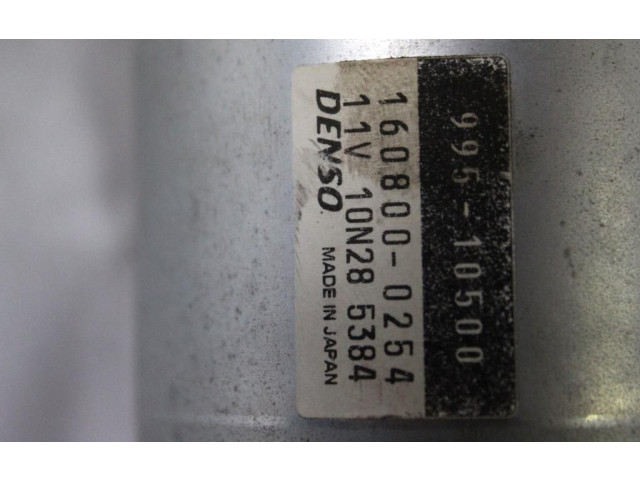 995-10500
160800-0254
11V 10N28 5384
DENSO MADE IN JAPAN